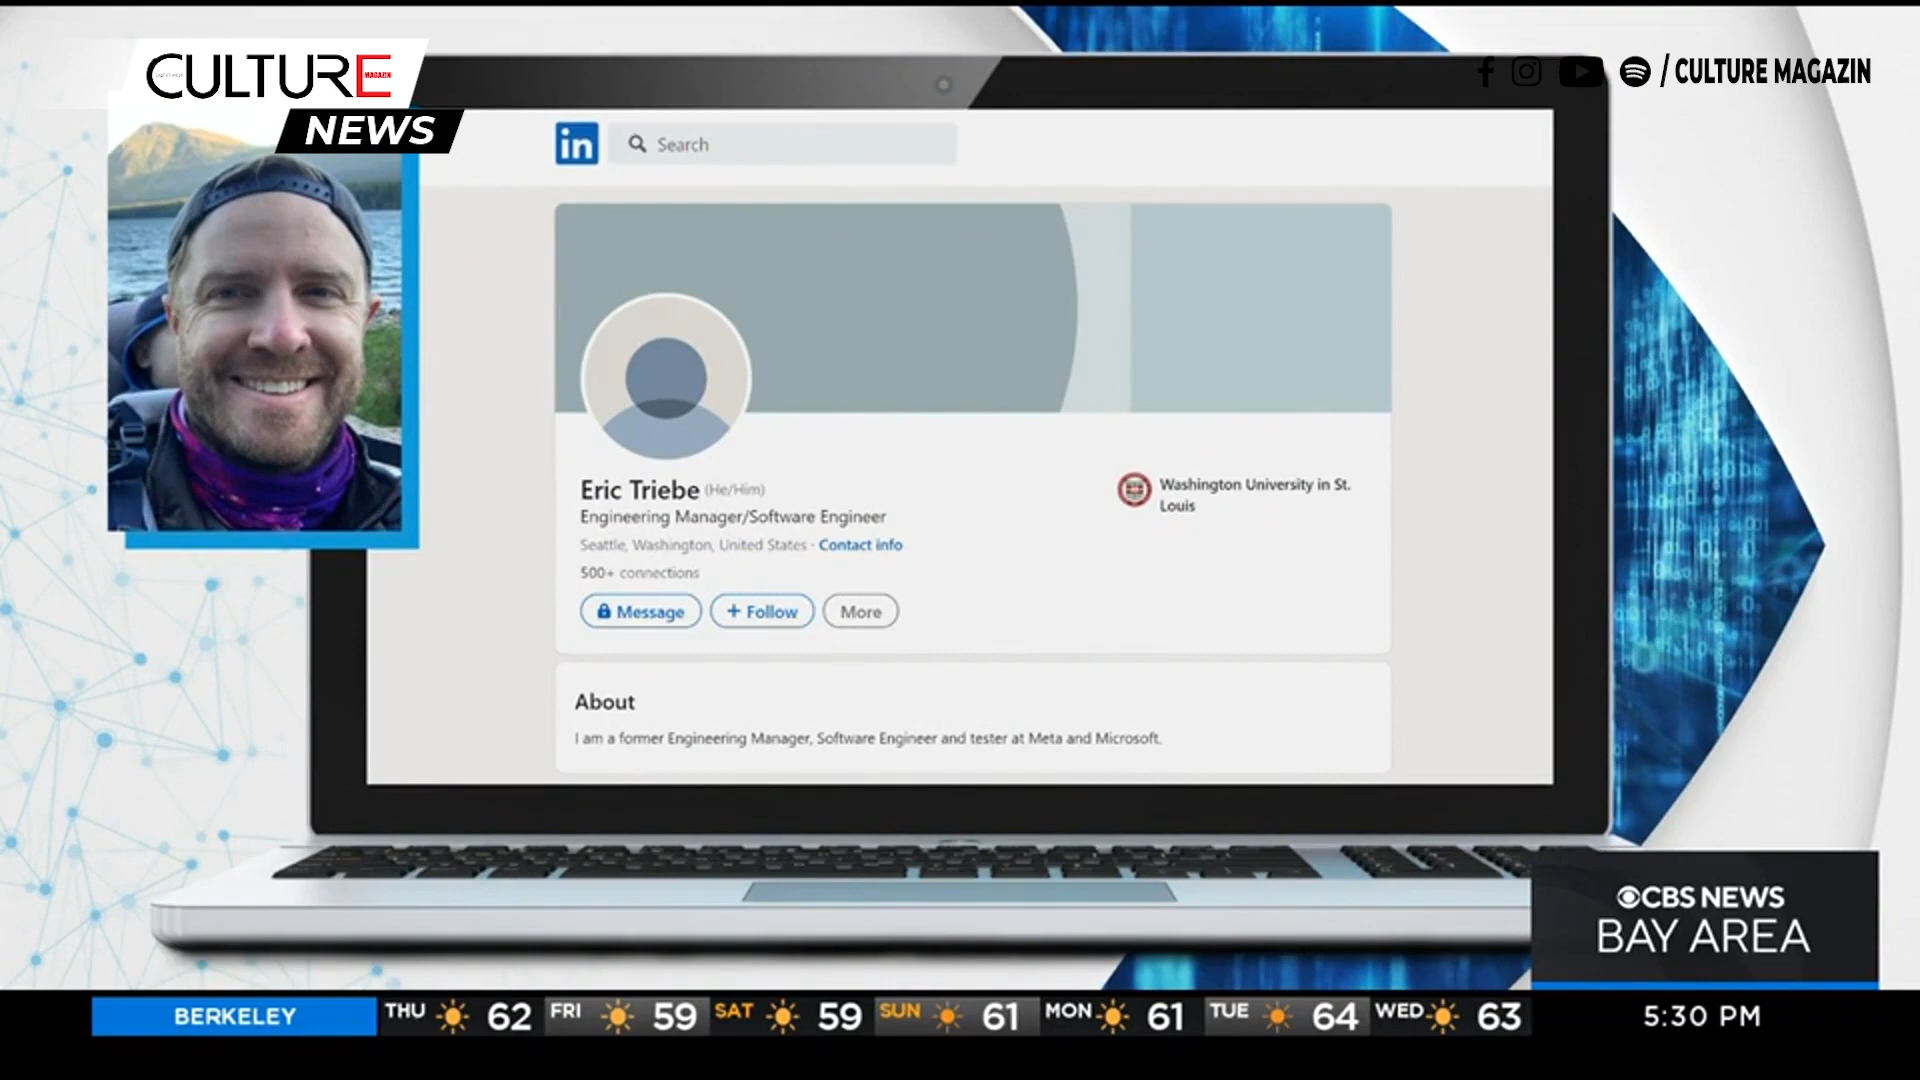 CULTURE
MAGAZIN
NEWS
/ CULTURE MAGAZIN
in
Search
Eric Triebe (He/Him)
Engineering Manager/Software Engineer
Seattle, Washington, United States · Contact info
500+ connections
Message
+ Follow
More
Washington University in St.
Louis
About
I am a former Engineering Manager, Software Engineer and tester at Meta and Microsoft.
CBS NEWS
BAY AREA
BERKELEY
THU 62 FRI 59 SAT 59 SUN 61 MON 61 TUE 64 WED 63
5:30 PM